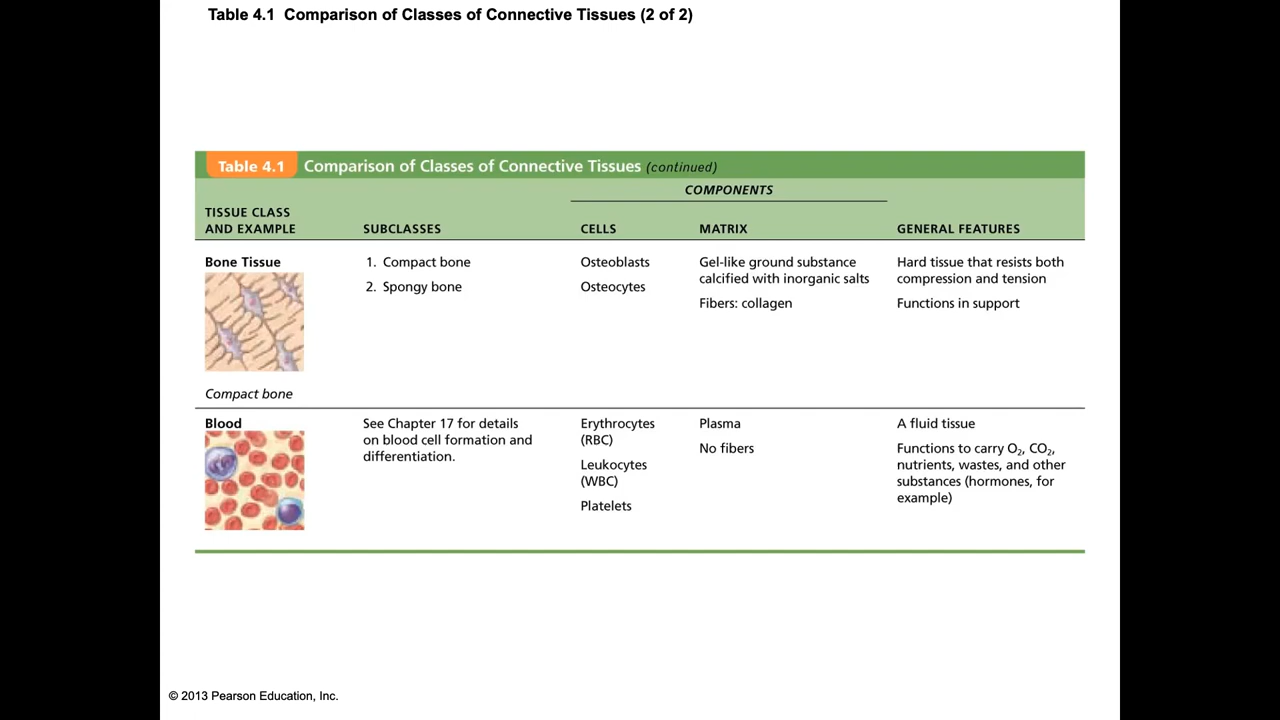 Table 4.1  Comparison of Classes of Connective Tissues (2 of 2)
Table 4.1 Comparison of Classes of Connective Tissues (continued)
COMPONENTS
TISSUE CLASS
AND EXAMPLE
SUBCLASSES
CELLS
MATRIX
GENERAL FEATURES
Bone Tissue
1. Compact bone
2. Spongy bone
Osteoblasts
Osteocytes
Gel-like ground substance
calcified with inorganic salts
Fibers: collagen
Hard tissue that resists both
compression and tension
Functions in support
Compact bone
Blood
See Chapter 17 for details
on blood cell formation and
differentiation.
Erythrocytes
(RBC)
Leukocytes
(WBC)
Platelets
Plasma
No fibers
A fluid tissue
Functions to carry O₂, CO₂,
nutrients, wastes, and other
substances (hormones, for
example)
© 2013 Pearson Education, Inc.